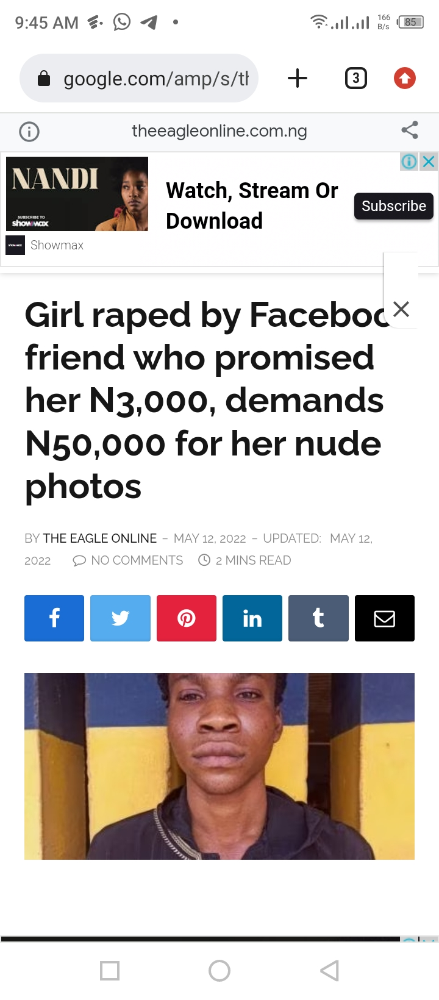 9:45 AM
166
B/s
85
google.com/amp/s/th
3
theeagleonline.com.ng
NANDI
SUBSCRIBE TO
showmax
Watch, Stream Or
Download
Subscribe
showmax
Showmax
Girl raped by Faceboo
friend who promised
her N3,000, demands
N50,000 for her nude
photos
BY THE EAGLE ONLINE – MAY 12, 2022 – UPDATED: MAY 12,
2022 NO COMMENTS 2 MINS READ